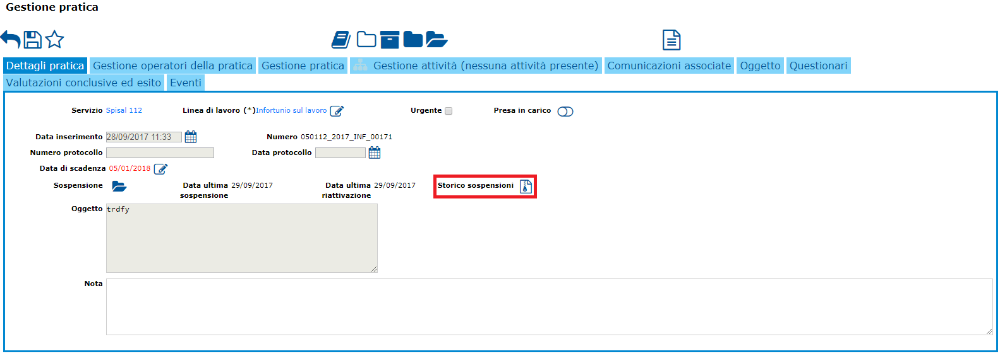 Gestione pratica
Dettagli pratica Gestione operatori della pratica Gestione pratica Gestione attività (nessuna attività presente) Comunicazioni associate Oggetto Questionari
Valutazioni conclusive ed esito Eventi
Servizio Spisal 112 Linea di lavoro (*)Infortunio sul lavoro Urgente Presa in carico
Data inserimento 28/09/2017 11:33 Numero 050112_2017_INF_00171
Numero protocollo Data protocollo
Data di scadenza 05/01/2018
Sospensione Data ultima sospensione 29/09/2017 Data ultima riattivazione 29/09/2017 Storico sospensioni
Oggetto trdfy
Nota